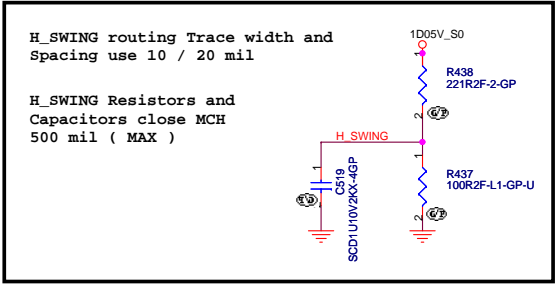 H_SWING routing Trace width and
Spacing use 10 / 20 mil
H_SWING Resistors and
Capacitors close MCH
500 mil ( MAX )
1D05V_S0
1
R438
221R2F-2-GP
2
G/P
H_SWING
1
C519
SCD1U10V2KX-4GP
1
R437
100R2F-L1-GP-U
2
G/P